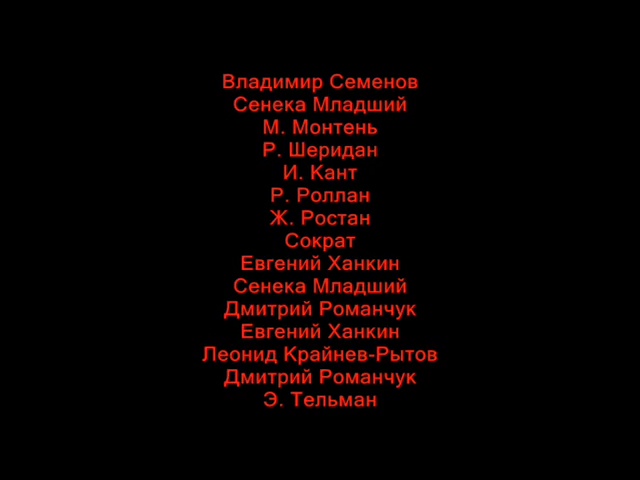 Владимир Семенов
Сенека Младший
М. Монтень
Р. Шеридан
И. Кант
Р. Роллан
Ж. Ростан
Сократ
Евгений Ханкин
Сенека Младший
Дмитрий Романчук
Евгений Ханкин
Леонид Крайнев-Рытов
Дмитрий Романчук
Э. Тельман